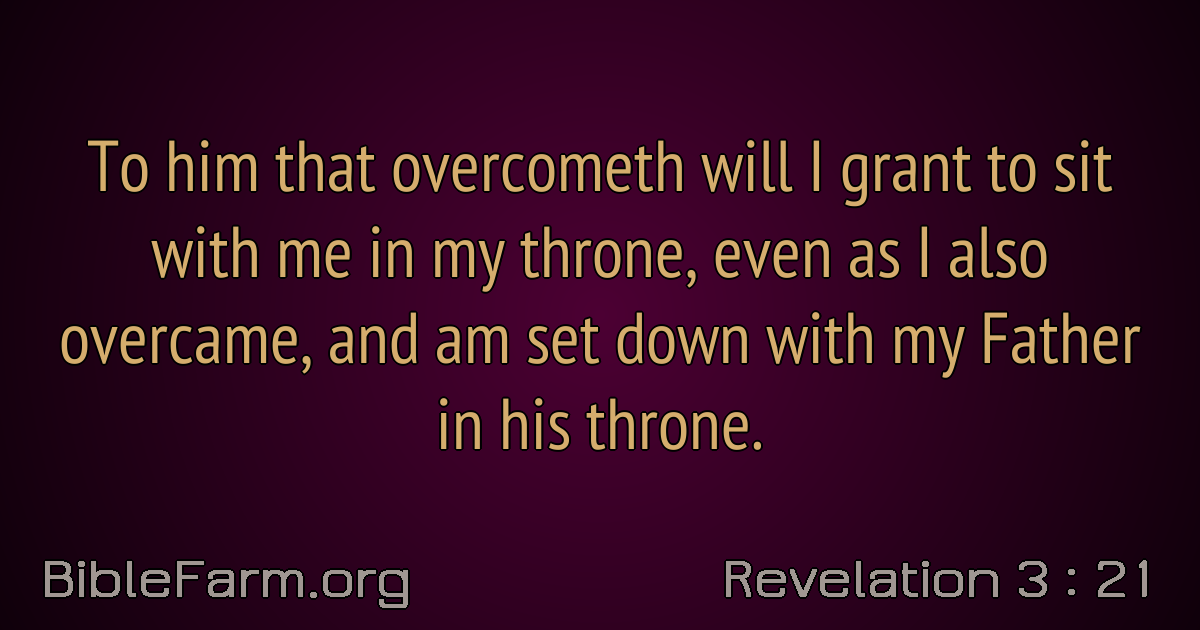 To him that overcometh will I grant to sit
with me in my throne, even as I also
overcame, and am set down with my Father
in his throne.
BibleFarm.org
Revelation 3 : 21